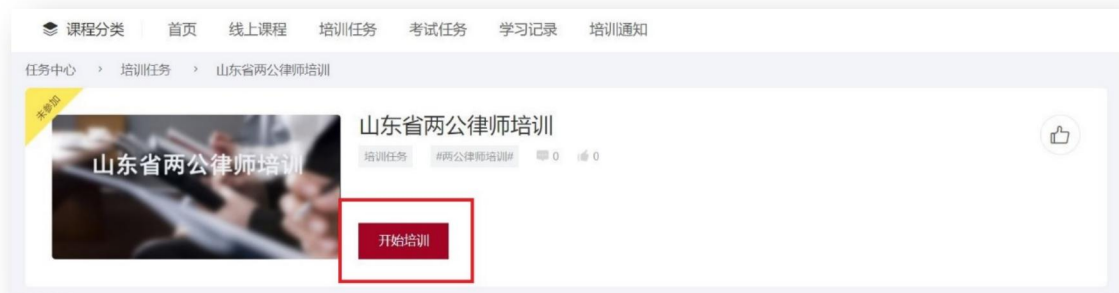 课程分类 首页 线上课程 培训任务 考试任务 学习记录 培训通知
任务中心 > 培训任务 > 山东省两公律师培训
未参加
山东省两公律师培训
山东省两公律师培训
培训任务 #两公律师培训# 0 0
开始培训